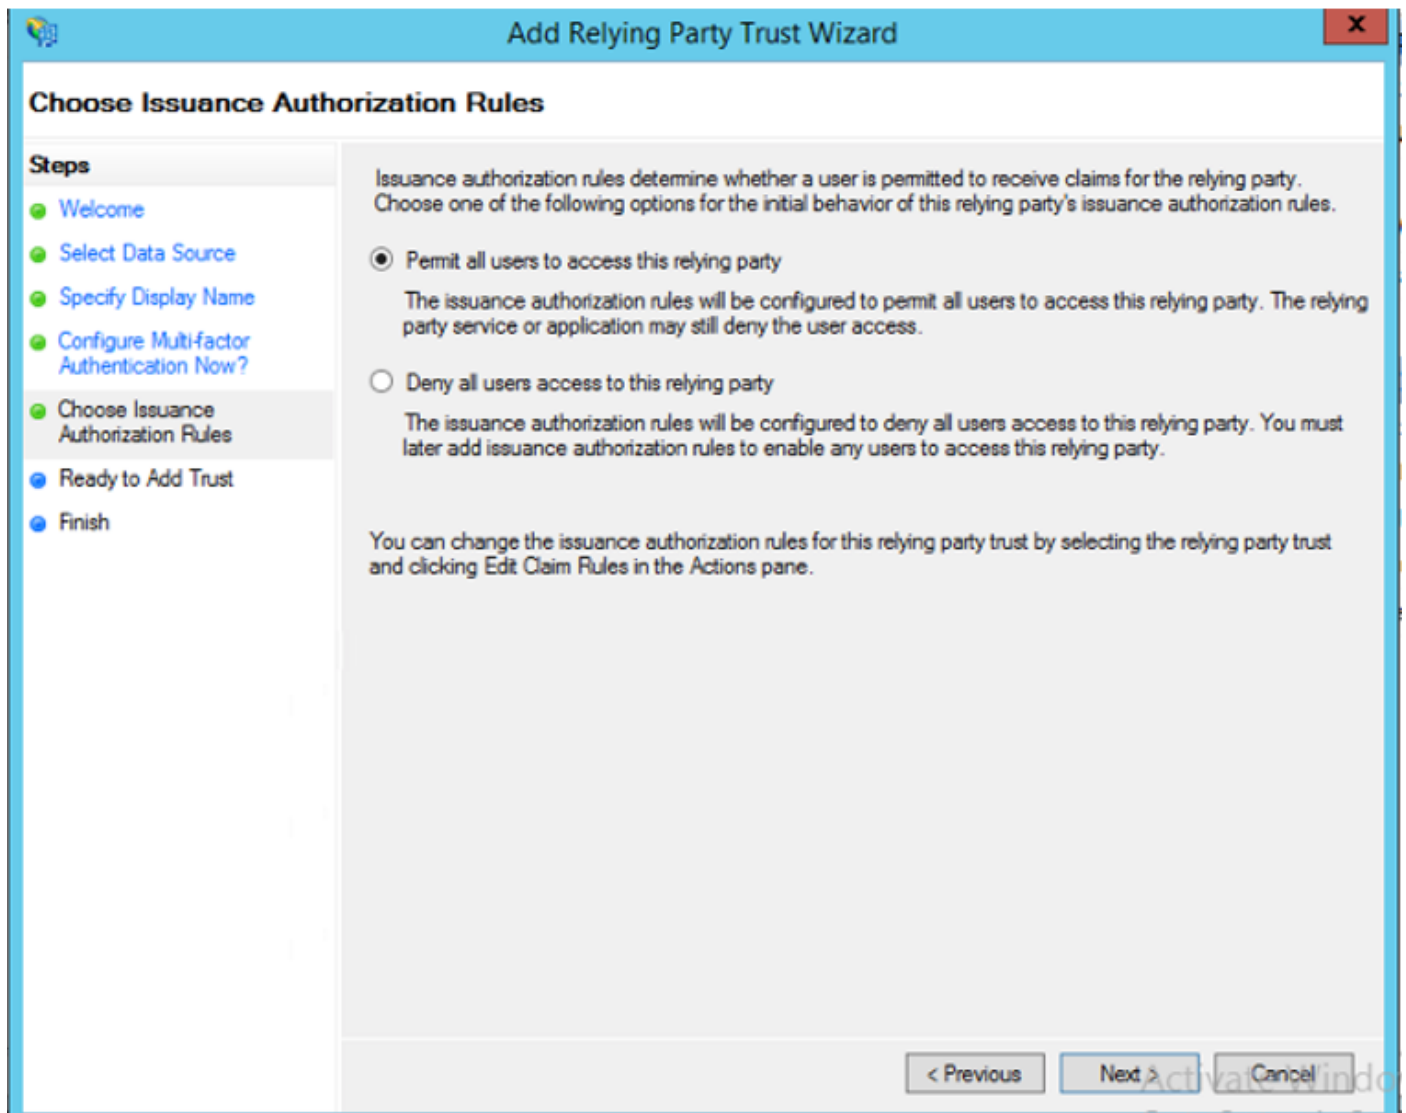 Add Relying Party Trust Wizard
X
Choose Issuance Authorization Rules
Steps
Welcome
Select Data Source
Specify Display Name
Configure Multi-factor
Authentication Now?
Choose Issuance
Authorization Rules
Ready to Add Trust
Finish
Issuance authorization rules determine whether a user is permitted to receive claims for the relying party.
Choose one of the following options for the initial behavior of this relying party's issuance authorization rules.
Permit all users to access this relying party
The issuance authorization rules will be configured to permit all users to access this relying party. The relying
party service or application may still deny the user access.
Deny all users access to this relying party
The issuance authorization rules will be configured to deny all users access to this relying party. You must
later add issuance authorization rules to enable any users to access this relying party.
You can change the issuance authorization rules for this relying party trust by selecting the relying party trust
and clicking Edit Claim Rules in the Actions pane.
< Previous Next > Cancel
Activate Windo